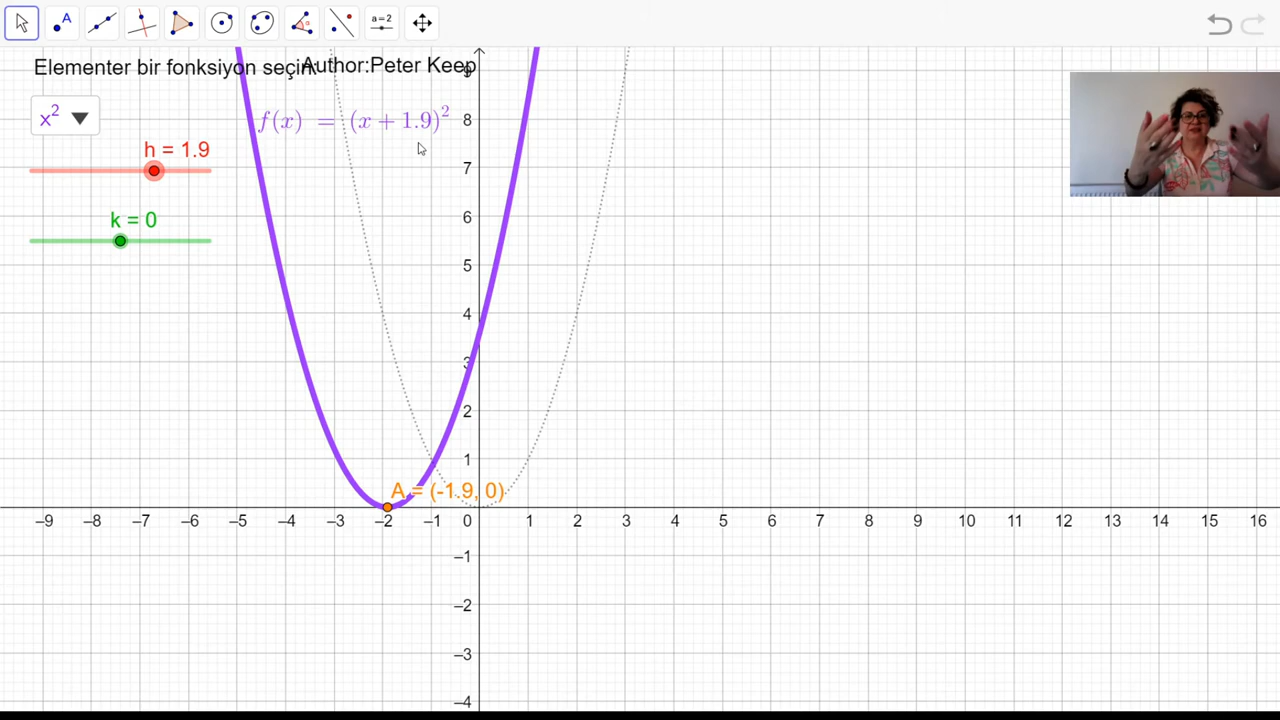 A
a=2
Elementer bir fonksiyon seçin:
Author:Peter Keep
x²
f(x) = (x + 1.9)²
h = 1.9
k = 0
A = (-1.9, 0)
9
8
7
6
5
4
3
2
1
–9 –8 –7 –6 –5 –4 –3 –2 –1 0 1 2 3 4 5 6 7 8 9 10 11 12 13 14 15 16
–1
–2
–3
–4